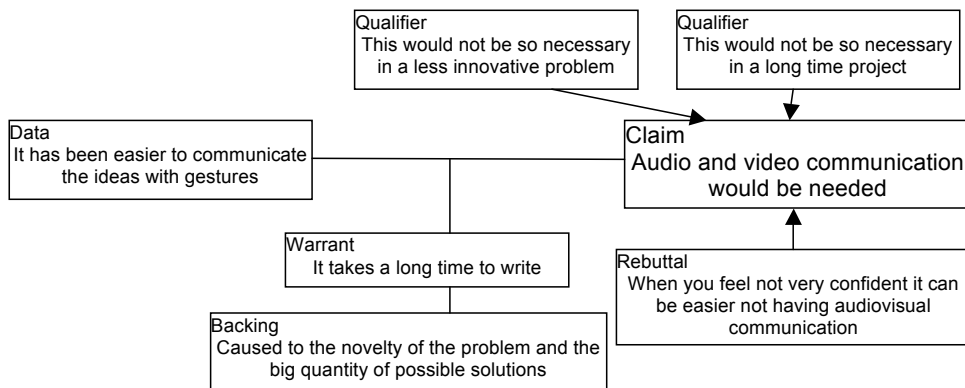 Qualifier
This would not be so necessary
in a less innovative problem
Qualifier
This would not be so necessary
in a long time project
Data
It has been easier to communicate
the ideas with gestures
Claim
Audio and video communication
would be needed
Warrant
It takes a long time to write
Rebuttal
When you feel not very confident it can
be easier not having audiovisual
communication
Backing
Caused to the novelty of the problem and the
big quantity of possible solutions